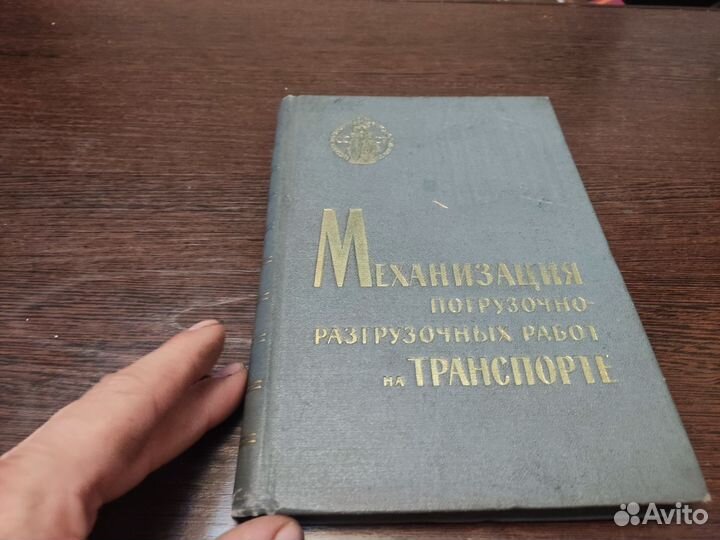 Механизация
погрузочно-
разгрузочных работ
на транспорте
Avito